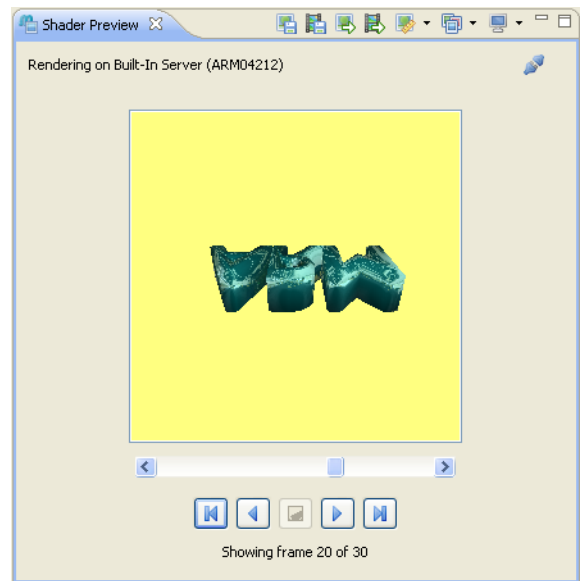 Shader Preview
Rendering on Built-In Server (ARM04212)
Showing frame 20 of 30